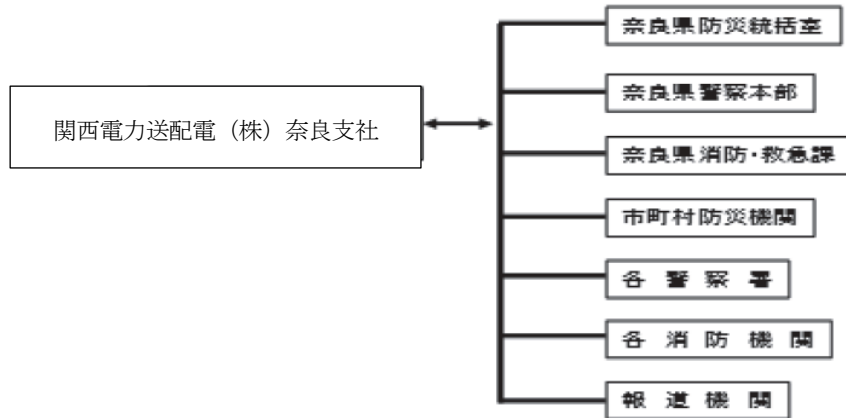 関西電力送配電（株）奈良支社
奈良県防災統括室
奈良県警察本部
奈良県消防・救急課
市町村防災機関
各警察署
各消防機関
報道機関